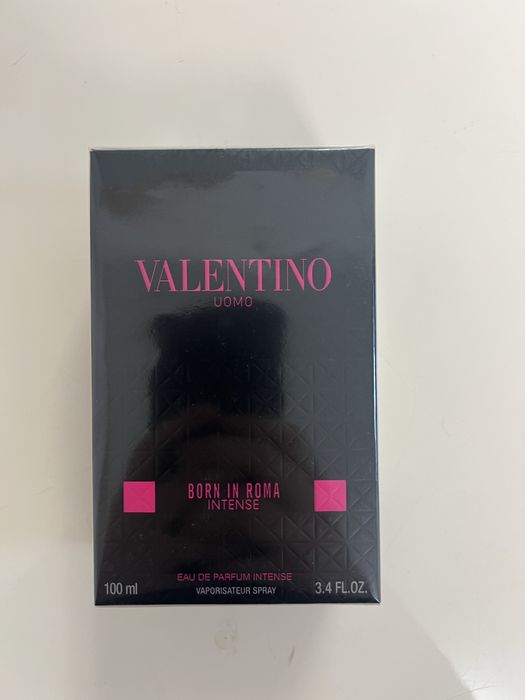 VALENTINO
UOMO
BORN IN ROMA
INTENSE
EAU DE PARFUM INTENSE
100 ml VAPORISATEUR SPRAY 3.4 FL.OZ.